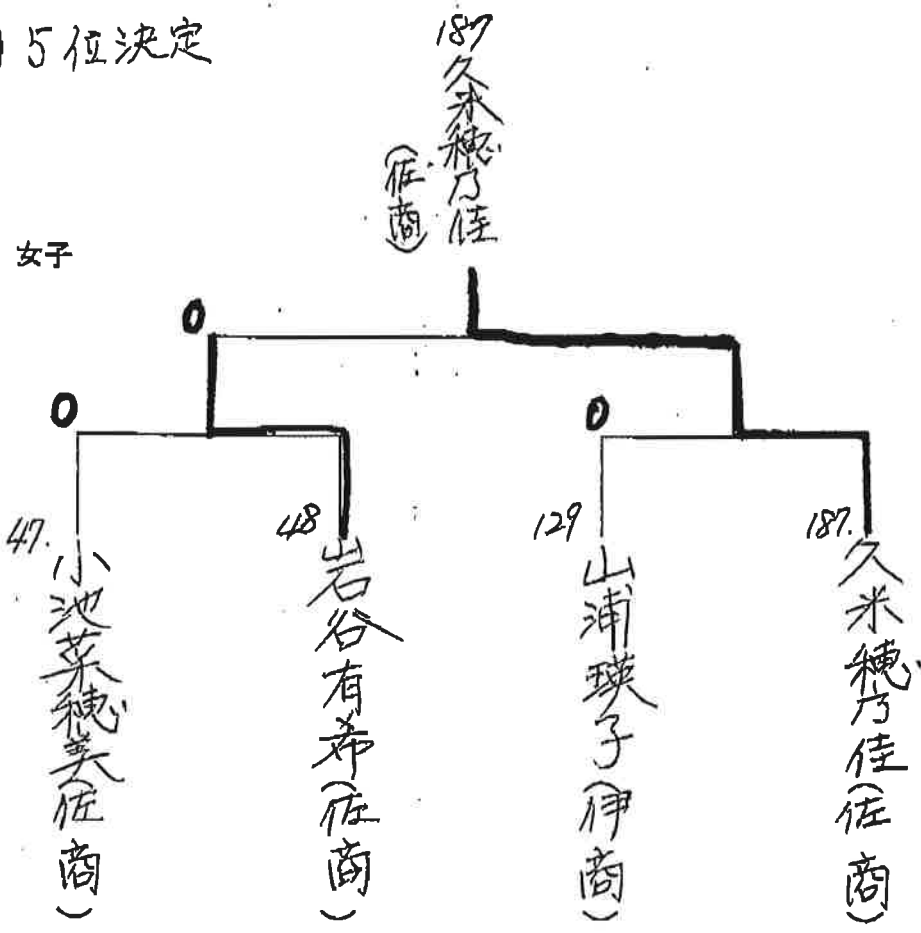 5位決定
187
久米穂乃佳
(佐商)
女子
0
0
0
47.
小池菜穂美(佐商)
48
岩谷有希(佐商)
129
山浦瑛子(伊商)
187.
久米穂乃佳(佐商)